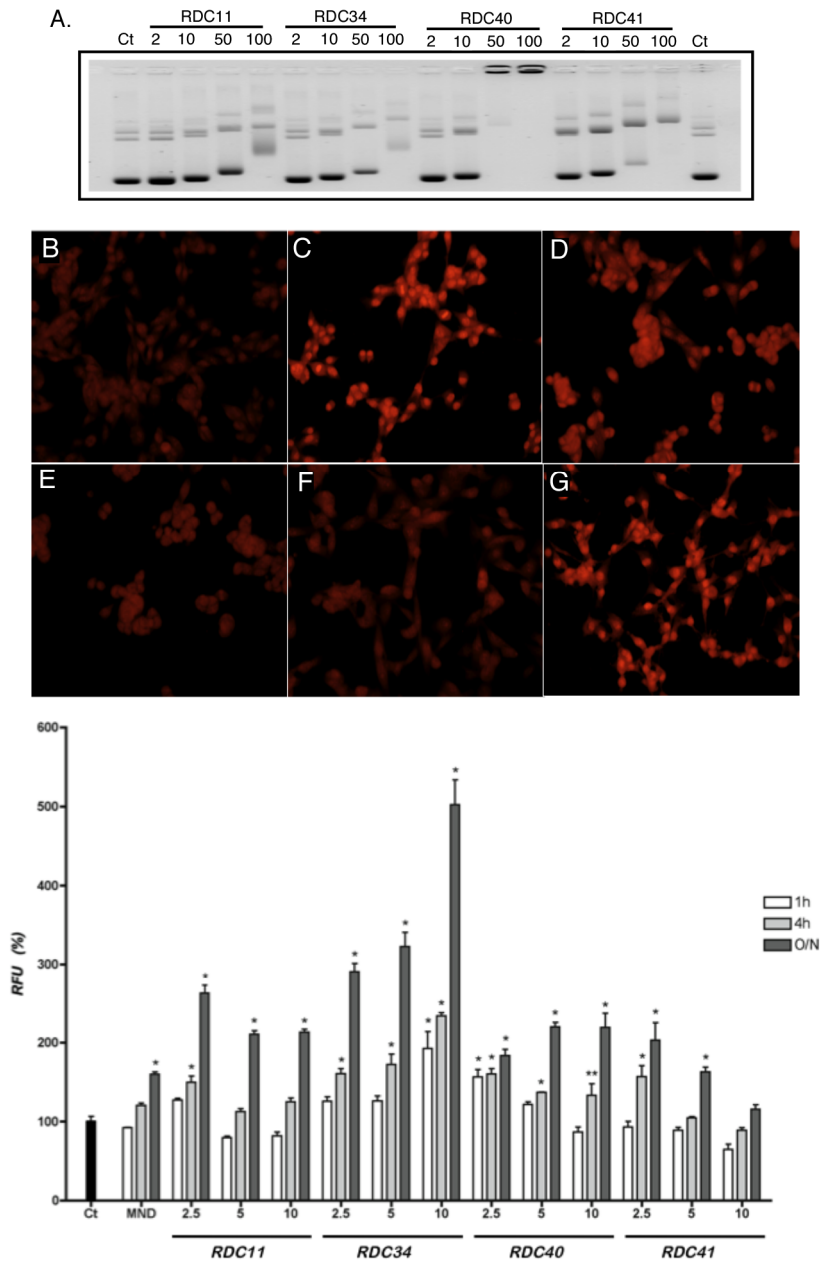 A.
RDC11 RDC34 RDC40 RDC41
Ct 2 10 50 100 2 10 50 100 2 10 50 100 2 10 50 100 Ct
B C D
E F G
600
500
400
300
200
100
0
RFU (%)
* * * * * * * * * * * * * * * * * * * ** * * * *
1h
4h
O/N
Ct MND 2.5 5 10 2.5 5 10 2.5 5 10 2.5 5 10
RDC11 RDC34 RDC40 RDC41